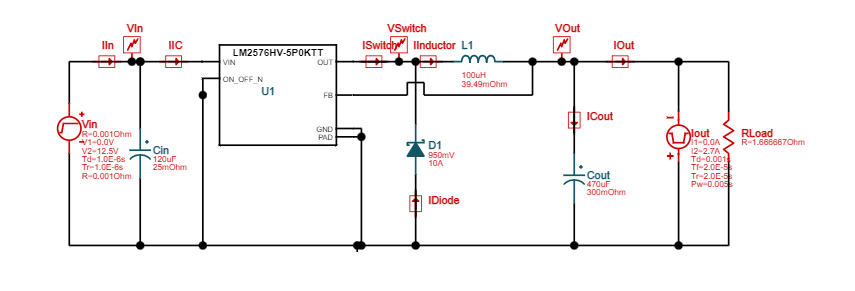 VIn
VSwitch
VOut
IIn
IIC
ISwitch
IInductor
L1
IOut
LM2576HV-5P0KTT
VIN
OUT
ON_OFF_N
U1
FB
GND
PAD
100uH
39.49mOhm
ICout
Vin
R=0.001Ohm
V1=0.0V
V2=12.5V
Td=1.0E-6s
Tr=1.0E-6s
R=0.001Ohm
Cin
120uF
25mOhm
D1
950mV
10A
IDiode
Cout
470uF
300mOhm
Iout
I1=0.0A
I2=2.7A
Td=0.001s
Tf=2.0E-5s
Tr=2.0E-5s
Pw=0.005s
RLoad
R=1.666667Ohm